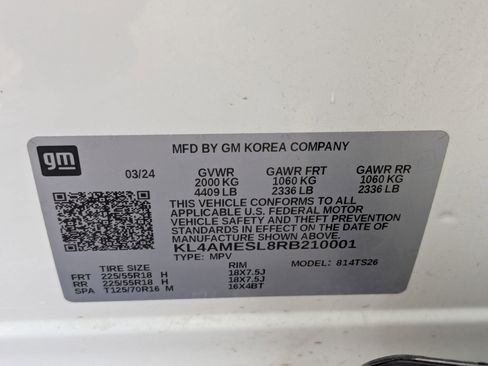 gm
MFD BY GM KOREA COMPANY
03/24 GVWR GAWR FRT GAWR RR
2000 KG 1060 KG 1060 KG
4409 LB 2336 LB 2336 LB
THIS VEHICLE CONFORMS TO ALL
APPLICABLE U.S. FEDERAL MOTOR
VEHICLE SAFETY AND THEFT PREVENTION
STANDARDS IN EFFECT ON THE DATE OF
MANUFACTURE SHOWN ABOVE.
KL4AMESL8RB210001
TYPE: MPV MODEL: 814TS26
TIRE SIZE RIM
FRT 225/55R18 H 18X7.5J
RR 225/55R18 H 18X7.5J
SPA T125/70R16 M 16X4BT